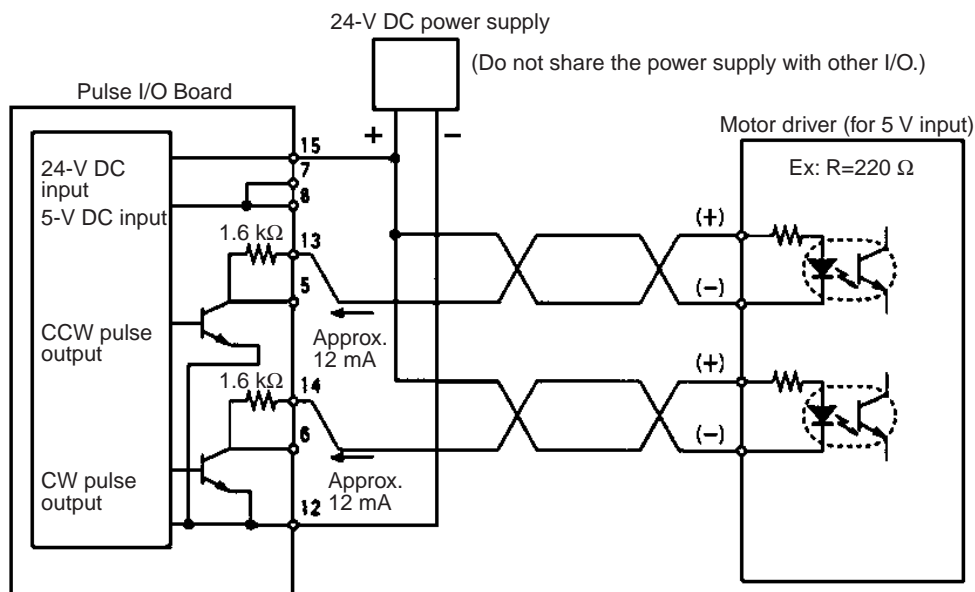 24-V DC power supply
(Do not share the power supply with other I/O.)
Pulse I/O Board
+
–
Motor driver (for 5 V input)
15
24-V DC
input
7
Ex: R=220 Ω
8
5-V DC input
1.6 kΩ
13
(+)
5
(–)
CCW pulse
output
Approx.
12 mA
1.6 kΩ
14
(+)
6
(–)
CW pulse
output
Approx.
12 mA
12